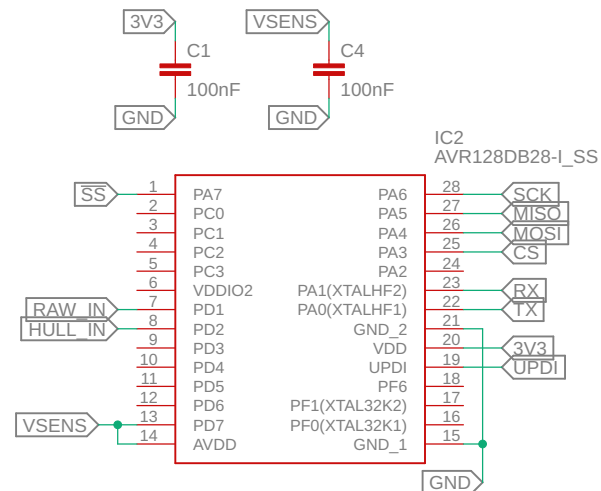 3V3
VSENS
C1
C4
100nF
100nF
GND
GND
IC2
AVR128DB28-I_SS
SS 1 PA7 PA6 28 SCK
2 PC0 PA5 27 MISO
3 PC1 PA4 26 MOSI
4 PC2 PA3 25 CS
5 PC3 PA2 24
6 VDDIO2 PA1(XTALHF2) 23 RX
RAW_IN 7 PD1 PA0(XTALHF1) 22 TX
HULL_IN 8 PD2 GND_2 21
9 PD3 VDD 20 3V3
10 PD4 UPDI 19 UPDI
11 PD5 PF6 18
12 PD6 PF1(XTAL32K2) 17
VSENS 13 PD7 PF0(XTAL32K1) 16
14 AVDD GND_1 15
GND